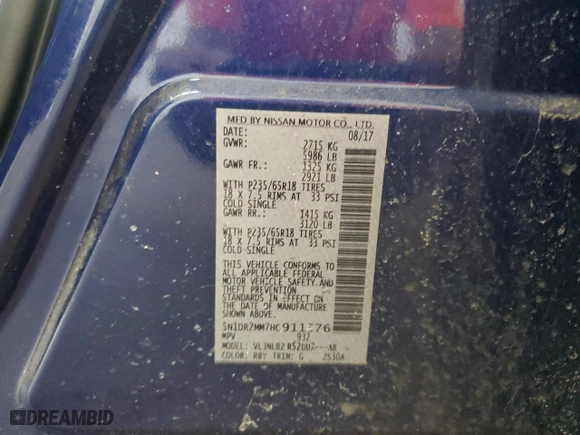 MFD BY NISSAN MOTOR CO., LTD.
DATE: 08/17
GVWR: 2715 KG
5986 LB
GAWR FR.: 1325 KG
2921 LB
WITH P235/65R18 TIRES
18 X 7.5 RIMS AT 33 PSI
COLD SINGLE
GAWR RR.: 1415 KG
3120 LB
WITH P235/65R18 TIRES
18 X 7.5 RIMS AT 33 PSI
COLD SINGLE
THIS VEHICLE CONFORMS TO
ALL APPLICABLE FEDERAL
MOTOR VEHICLE SAFETY AND
THEFT PREVENTION
STANDARDS IN EFFECT ON
THE DATE OF MANUFACTURE
SHOWN ABOVE.
MPV 932
MODEL:
COLOR: RBY TRIM: G 2530A
DREAMBID